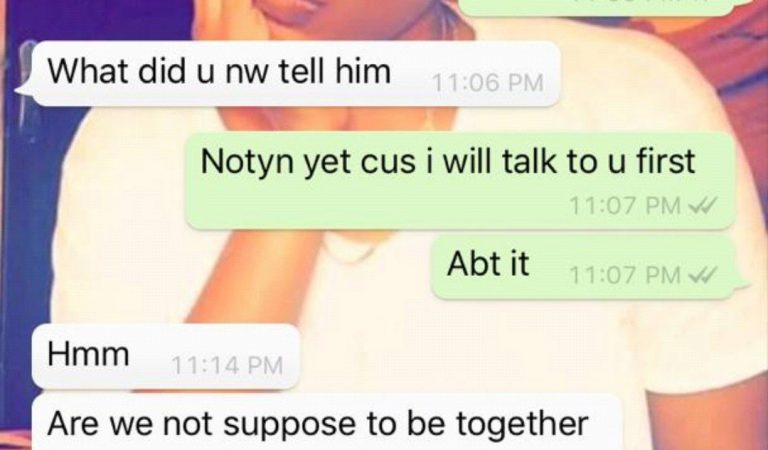 What did u nw tell him 11:06 PM
Notyn yet cus i will talk to u first
11:07 PM
Abt it 11:07 PM
Hmm 11:14 PM
Are we not suppose to be together